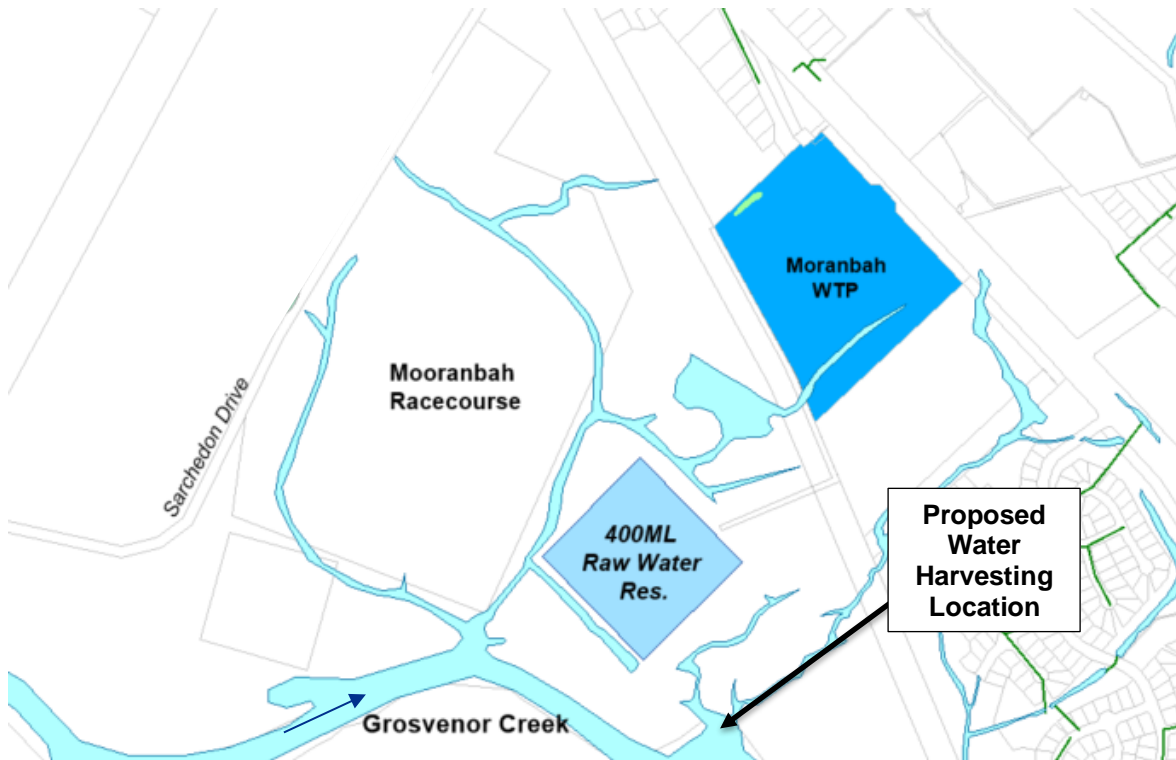 Moranbah
WTP
Mooranbah
Racecourse
Sarchedon Drive
400ML
Raw Water
Res.
Proposed
Water
Harvesting
Location
Grosvenor Creek